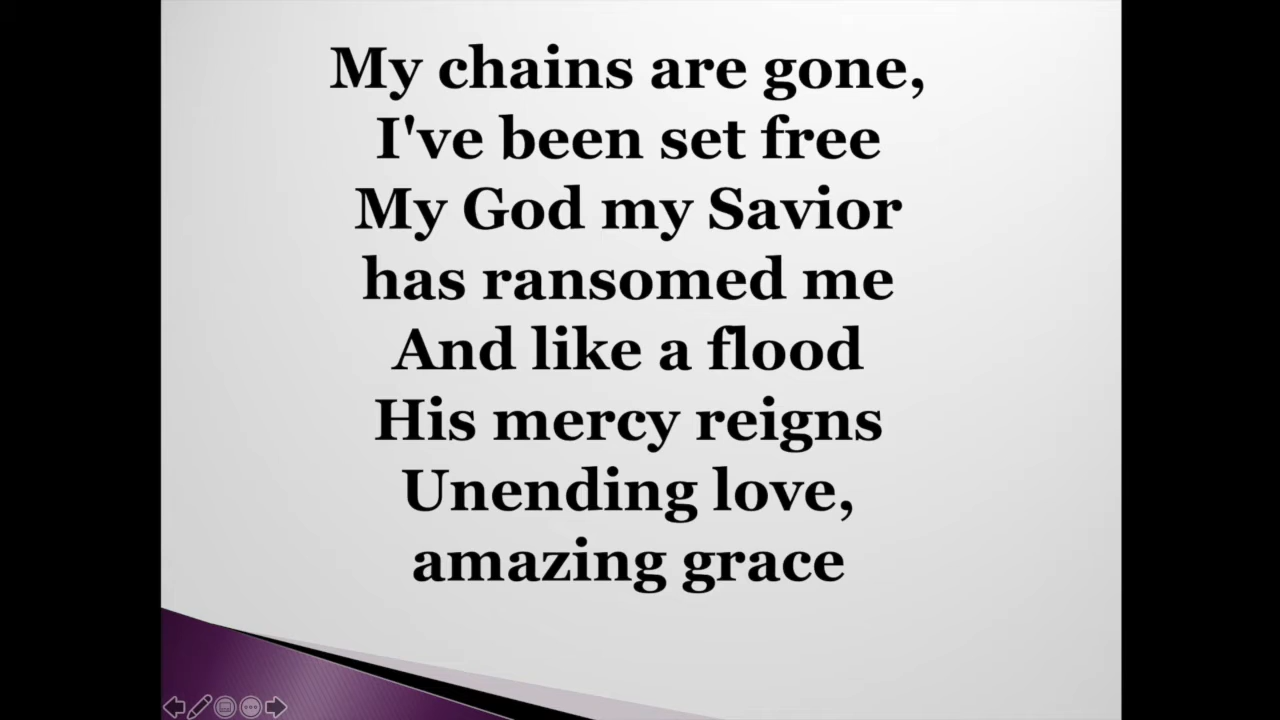 My chains are gone,
I've been set free
My God my Savior
has ransomed me
And like a flood
His mercy reigns
Unending love,
amazing grace